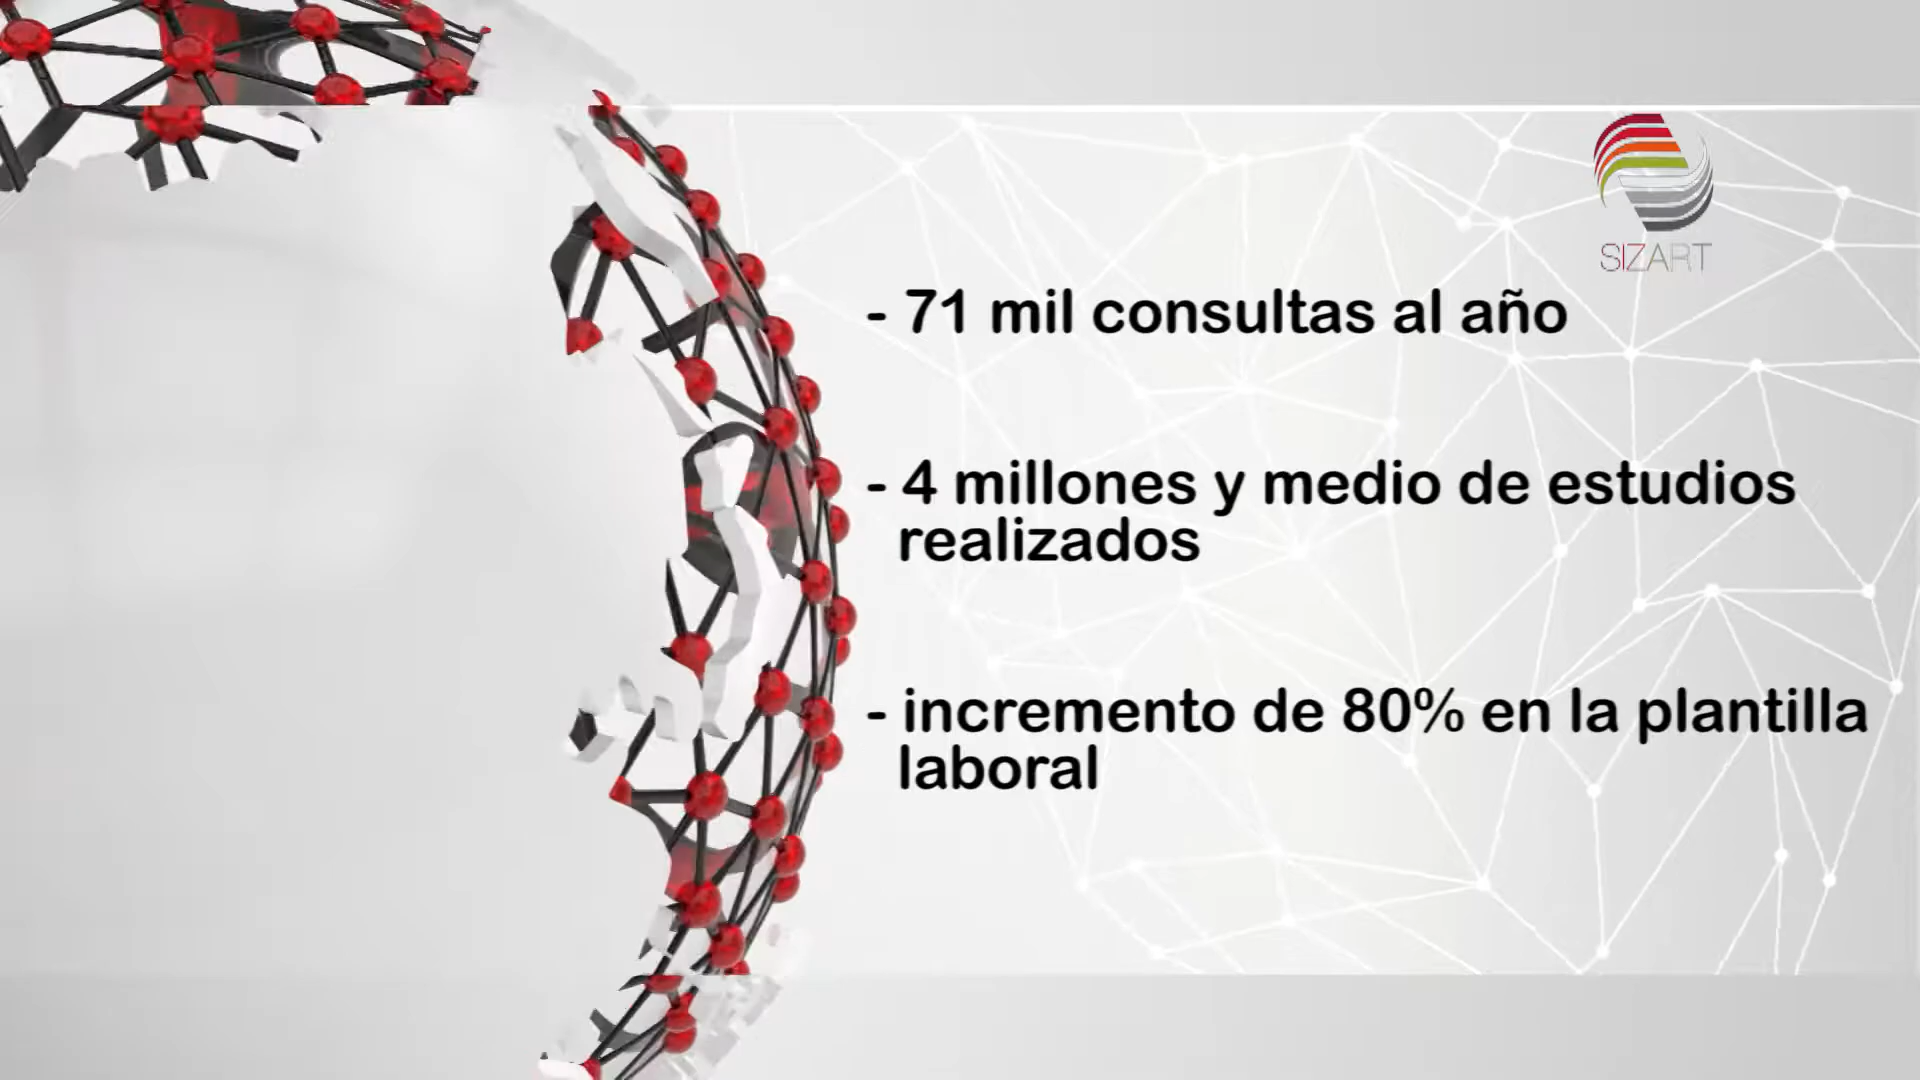 SIZART
- 71 mil consultas al año
- 4 millones y medio de estudios
realizados
- incremento de 80% en la plantilla
laboral